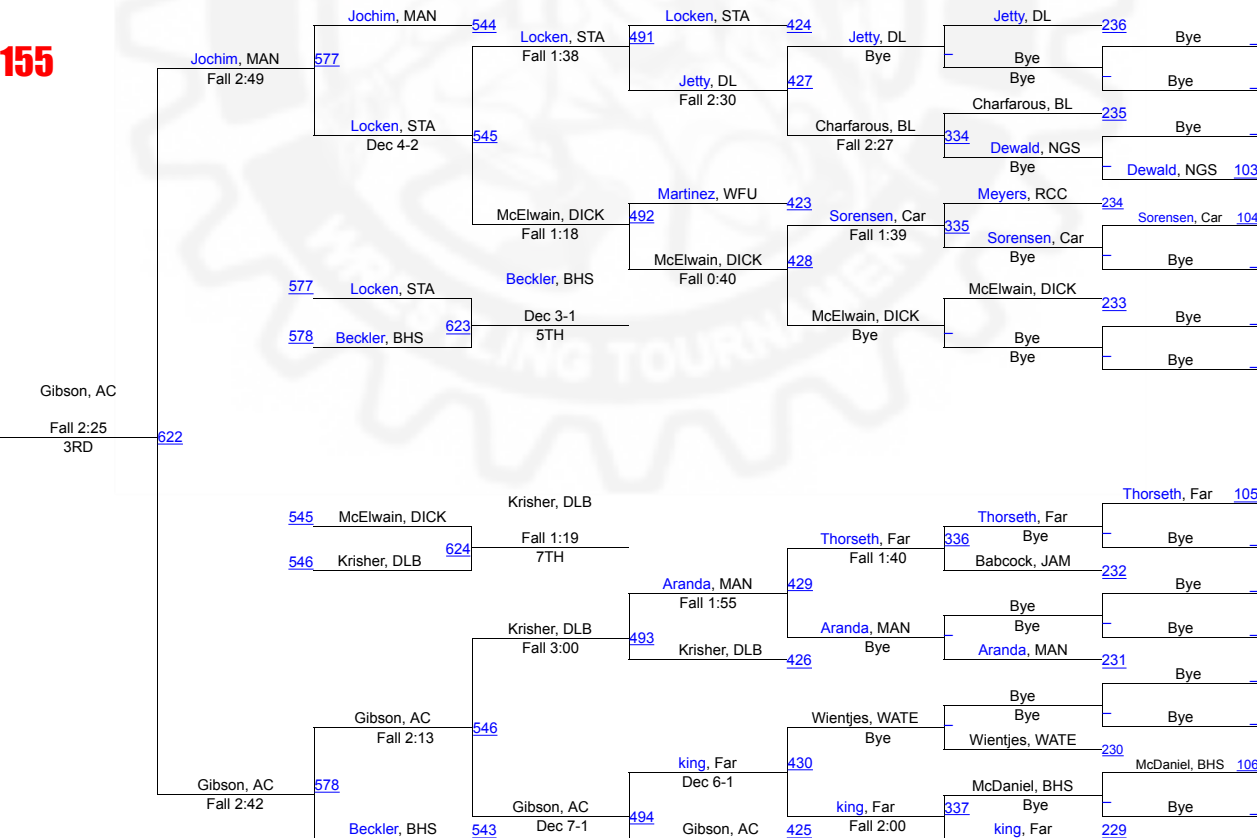 155
Jochim, MAN
544
Locken, STA
424
Jetty, DL
236
Bye
Locken, STA
491
Fall 1:38
Jetty, DL
Bye
Bye
Bye
Bye
Jochim, MAN
577
Fall 2:49
Jetty, DL
427
Fall 2:30
Charfarous, BL
235
Bye
Locken, STA
545
Dec 4-2
Charfarous, BL
334
Fall 2:27
Dewald, NGS
Bye
Dewald, NGS 103
Martinez, WFU
423
Meyers, RCC
234
Sorensen, Car 104
McElwain, DICK
492
Fall 1:18
Sorensen, Car
335
Fall 1:39
Sorensen, Car
Bye
Bye
McElwain, DICK
428
Fall 0:40
Beckler, BHS
577
Locken, STA
McElwain, DICK
233
Bye
Dec 3-1
5TH
623
578
Beckler, BHS
McElwain, DICK
Bye
Bye
Bye
Bye
WRESTLING TOURNAMENT
Gibson, AC
Fall 2:25
3RD
622
Krisher, DLB
Thorseth, Far 105
545
McElwain, DICK
Thorseth, Far
336
Bye
Bye
Fall 1:19
7TH
624
546
Krisher, DLB
Thorseth, Far
Fall 1:40
Babcock, JAM
232
Aranda, MAN
429
Fall 1:55
Bye
Bye
Bye
Bye
Krisher, DLB
493
Fall 3:00
Aranda, MAN
Bye
Krisher, DLB
426
Aranda, MAN
231
Bye
Bye
Bye
Bye
Gibson, AC
546
Fall 2:13
Wientjes, WATE
Bye
Wientjes, WATE
230
king, Far
430
Dec 6-1
McDaniel, BHS 106
Gibson, AC
578
Fall 2:42
McDaniel, BHS
337
Bye
Bye
Gibson, AC
494
Dec 7-1
king, Far
Fall 2:00
Beckler, BHS
543
Gibson, AC
425
king, Far
229